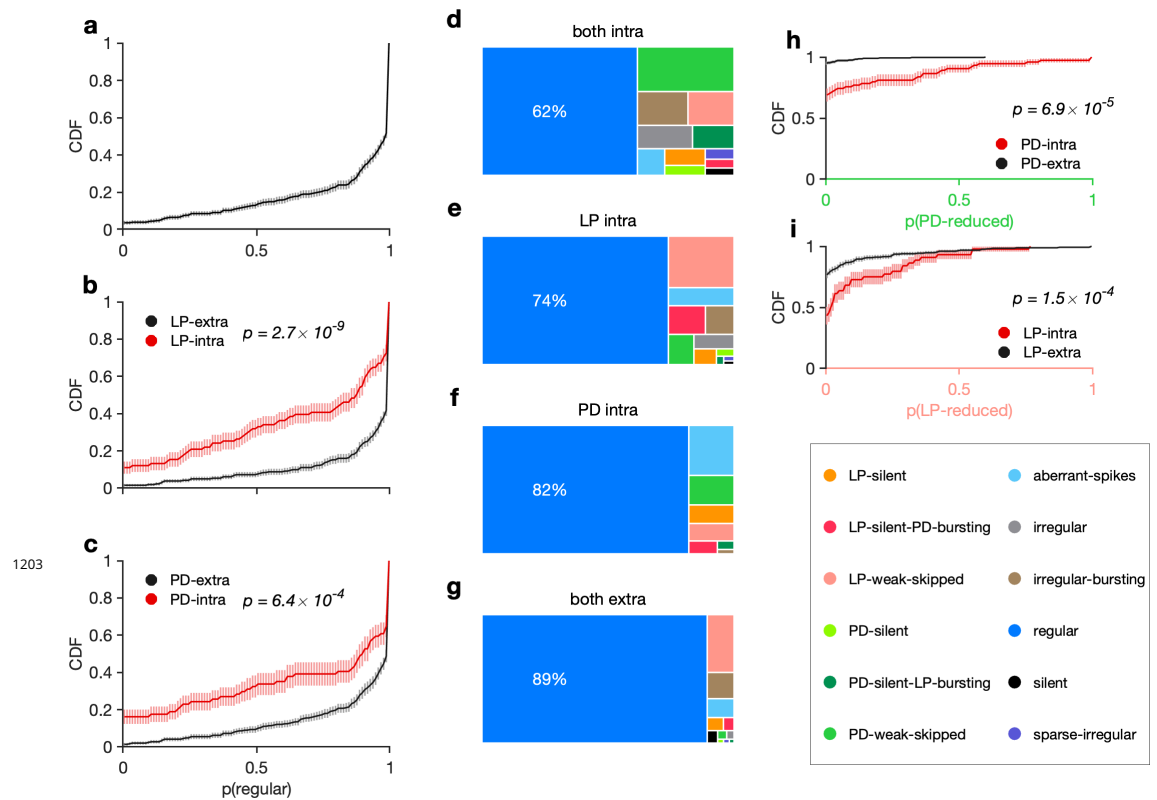 a
1
0.8
0.6
0.4
0.2
0
CDF
0
0.5
1
b
1
0.8
0.6
0.4
0.2
0
CDF
LP-extra
LP-intra
p = 2.7 × 10-9
c
1
0.8
0.6
0.4
0.2
0
CDF
PD-extra
PD-intra
p = 6.4 × 10-4
0
0.5
1
p(regular)
1203
d
both intra
62%
e
LP intra
74%
f
PD intra
82%
g
both extra
89%
h
1
0.5
0
CDF
p = 6.9 × 10-5
PD-intra
PD-extra
0
0.5
1
p(PD-reduced)
i
1
0.5
0
CDF
p = 1.5 × 10-4
LP-intra
LP-extra
0
0.5
1
p(LP-reduced)
LP-silent
LP-silent-PD-bursting
LP-weak-skipped
PD-silent
PD-silent-LP-bursting
PD-weak-skipped
aberrant-spikes
irregular
irregular-bursting
regular
silent
sparse-irregular